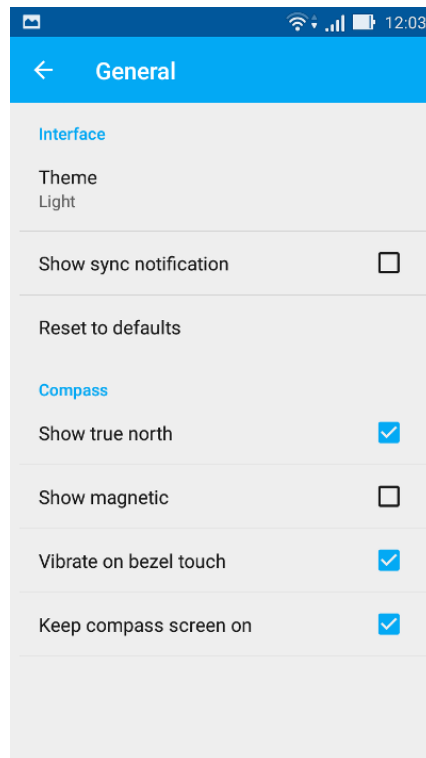 12:03
General
Interface
Theme
Light
Show sync notification
Reset to defaults
Compass
Show true north
Show magnetic
Vibrate on bezel touch
Keep compass screen on